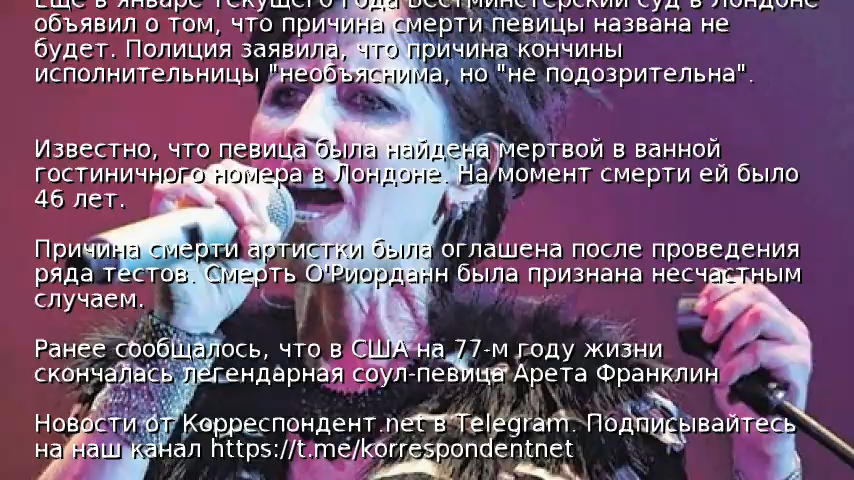 Еще в январе текущего года Вестминстерский суд в Лондоне
объявил о том, что причина смерти певицы названа не
будет. Полиция заявила, что причина кончины
исполнительницы "необъяснима, но "не подозрительна".
Известно, что певица была найдена мертвой в ванной
гостиничного номера в Лондоне. На момент смерти ей было
46 лет.
Причина смерти артистки была оглашена после проведения
ряда тестов. Смерть О'Риорданн была признана несчастным
случаем.
Ранее сообщалось, что в США на 77-м году жизни
скончалась легендарная соул-певица Арета Франклин
Новости от Корреспондент.net в Telegram. Подписывайтесь
на наш канал https://t.me/korrespondentnet